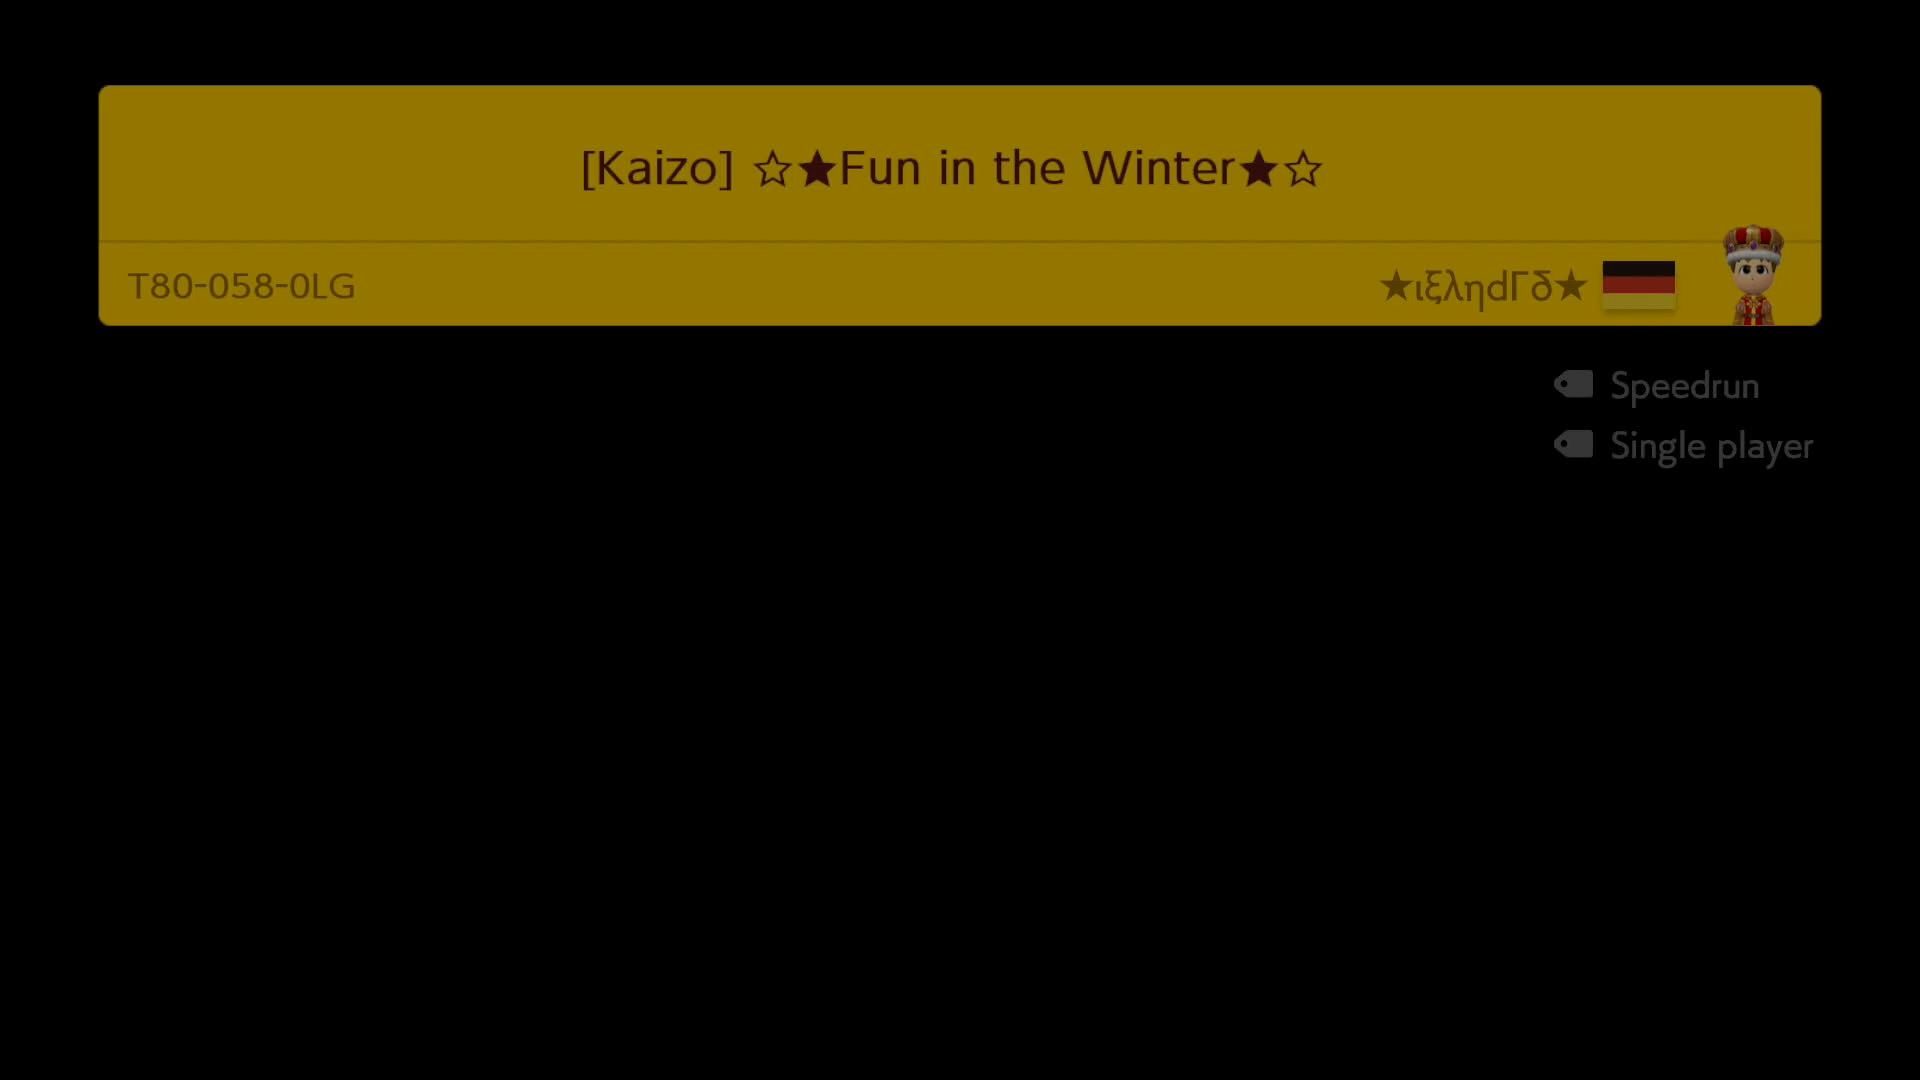 [Kaizo] ☆★Fun in the Winter★☆
T80-058-0LG
★ιξληdΓδ★
Speedrun
Single player